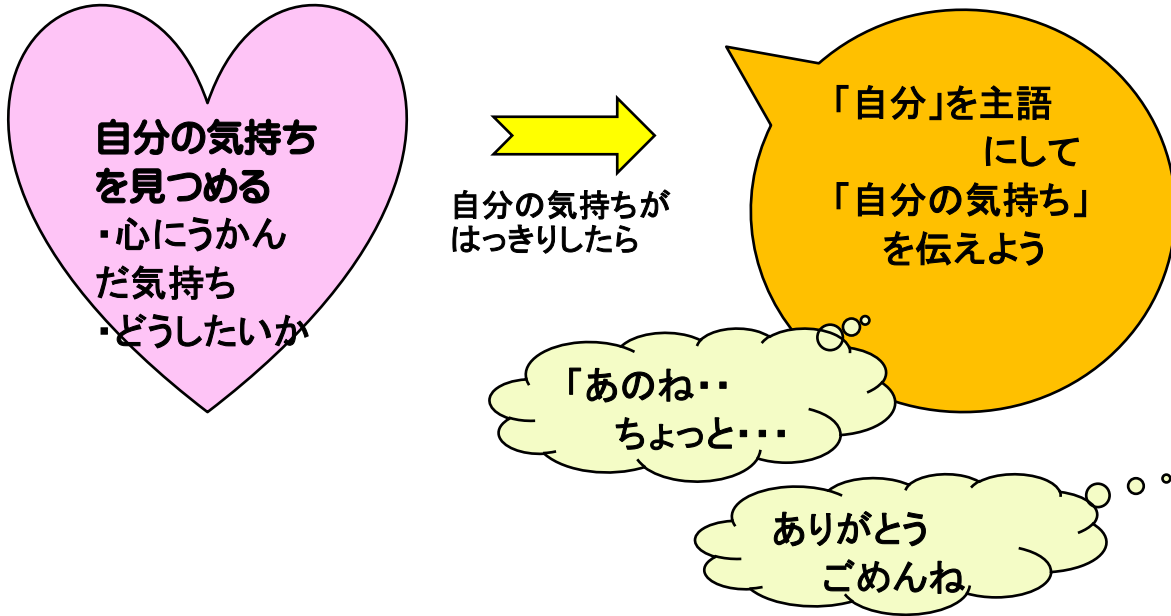 自分の気持ち
を見つめる
・心にうかん
だ気持ち
・どうしたいか
自分の気持ちが
はっきりしたら
「自分」を主語
にして
「自分の気持ち」
を伝えよう
「あのね・・
ちょっと・・・
ありがとう
ごめんね